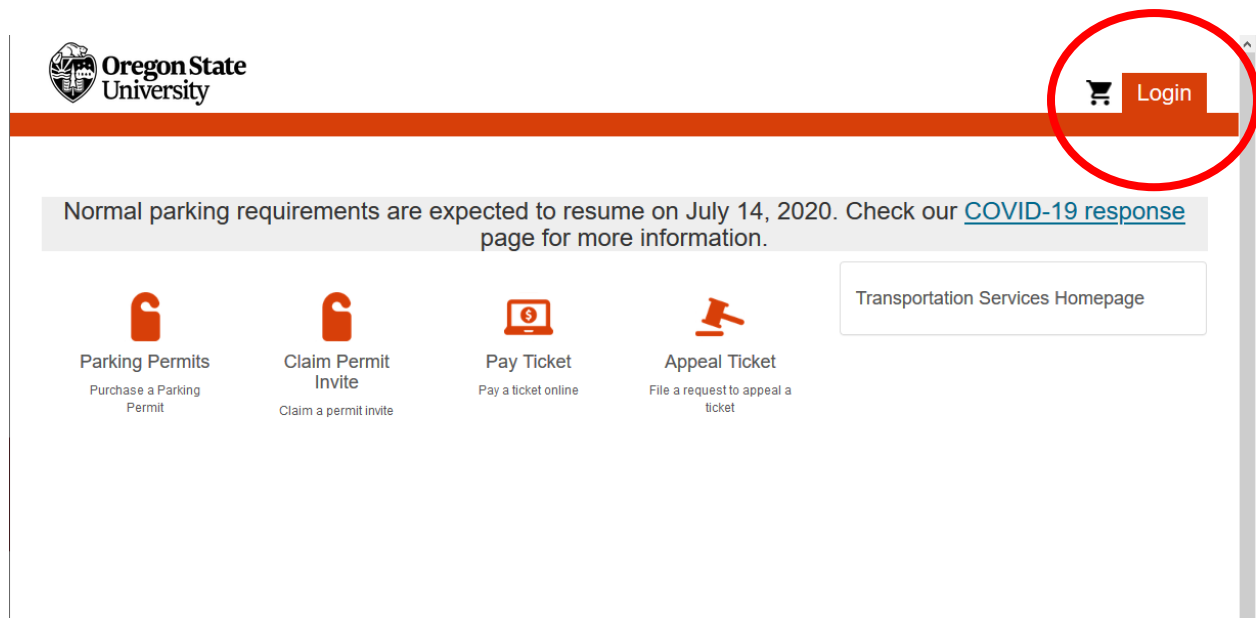 Oregon State
University
Login
Normal parking requirements are expected to resume on July 14, 2020. Check our COVID-19 response
page for more information.
Parking Permits
Purchase a Parking
Permit
Claim Permit
Invite
Claim a permit invite
Pay Ticket
Pay a ticket online
Appeal Ticket
File a request to appeal a
ticket
Transportation Services Homepage